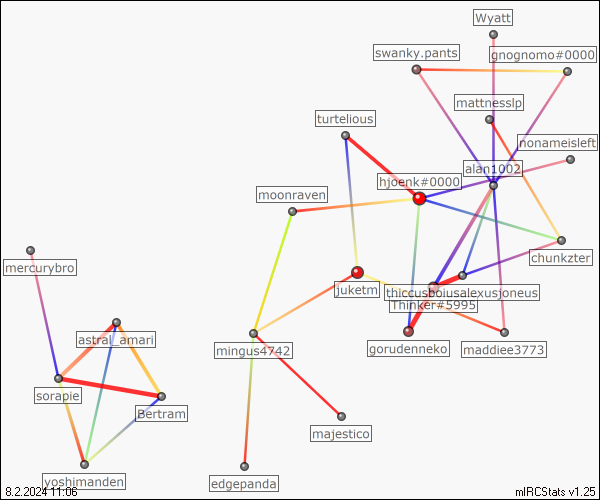 Wyatt
swanky.pants
gnognomo#0000
mattnesslp
turtelious
nonameisleft
alan1002
hjoenk#0000
moonraven
chunkzter
mercurybro
juketm
thiccusboiusalexusjoneus
Thinker#5995
astral_amari
mingus4742
gorudenneko
maddiee3773
sorapie
Bertram
majestico
yoshimanden
edgepanda
8.2.2024 11:06
mIRCStats v1.25